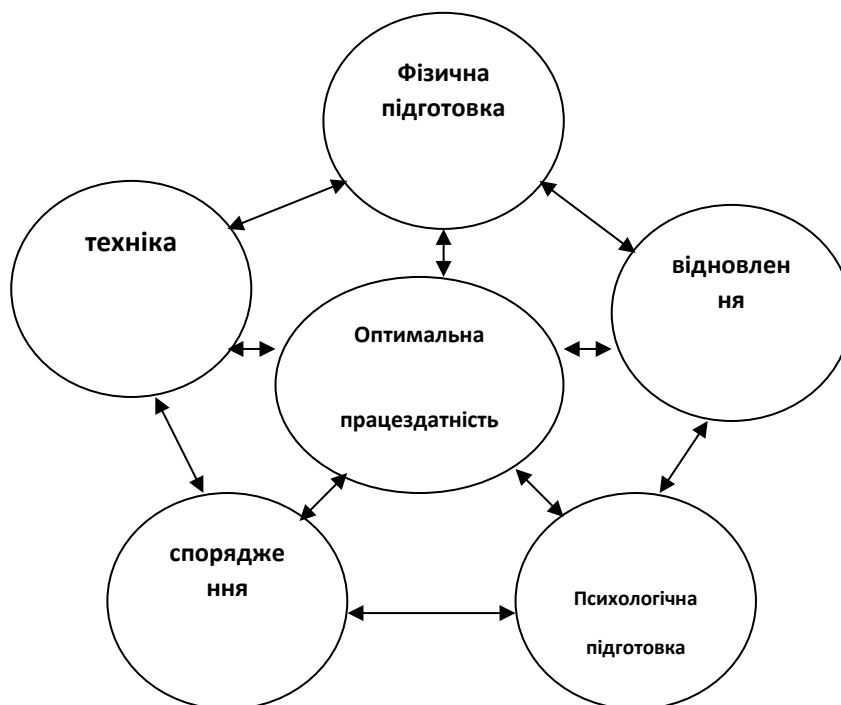 Фізична
підготовка
техніка
відновлен
ня
Оптимальна
працездатність
спорядже
ння
Психологічна
підготовка